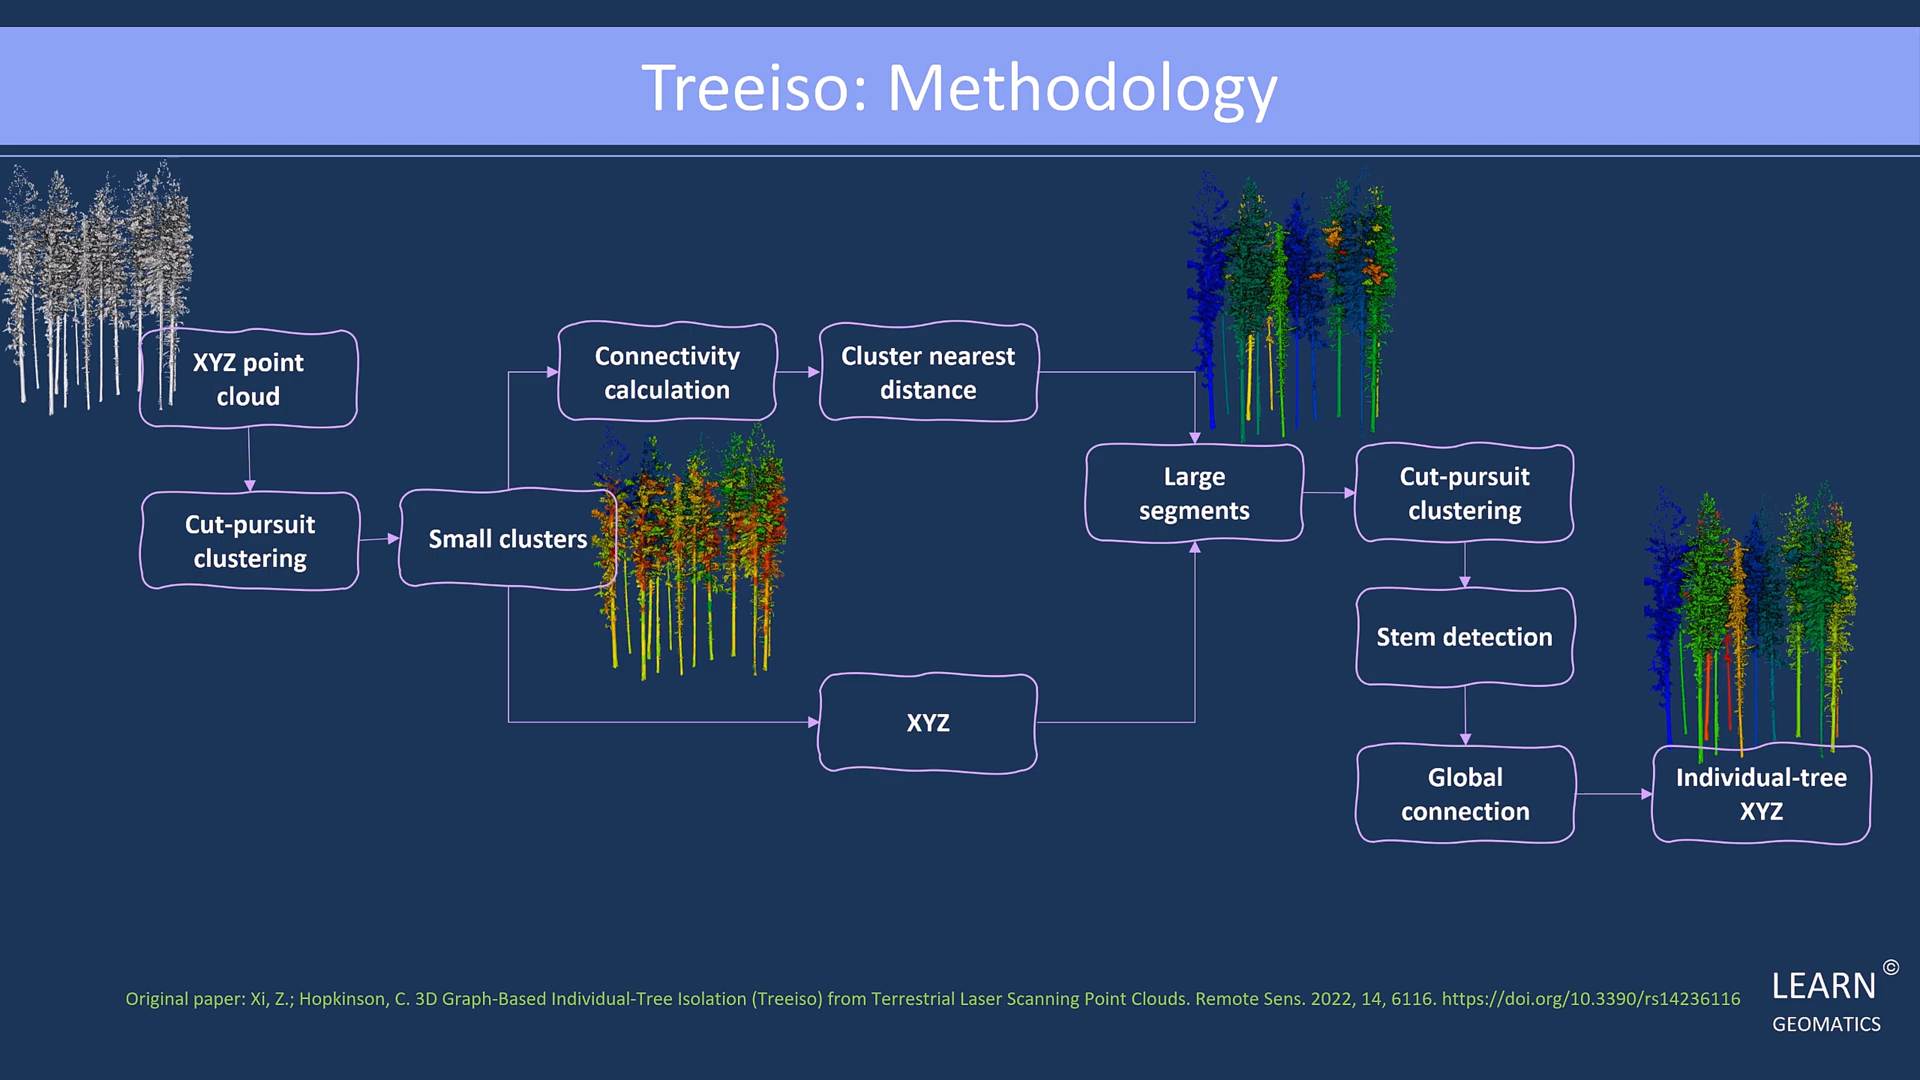 Treeiso: Methodology
XYZ point
cloud
Cut-pursuit
clustering
Small clusters
Connectivity
calculation
Cluster nearest
distance
XYZ
Large
segments
Cut-pursuit
clustering
Stem detection
Global
connection
Individual-tree
XYZ
Original paper: Xi, Z.; Hopkinson, C. 3D Graph-Based Individual-Tree Isolation (Treeiso) from Terrestrial Laser Scanning Point Clouds. Remote Sens. 2022, 14, 6116. https://doi.org/10.3390/rs14236116
LEARN ©
GEOMATICS